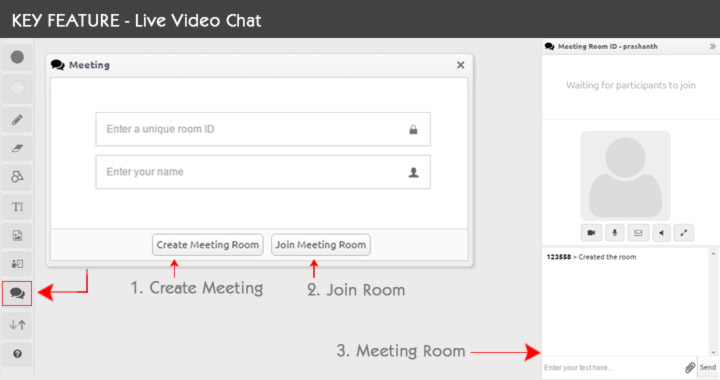 KEY FEATURE - Live Video Chat
Meeting
Enter a unique room ID
Enter your name
Create Meeting Room
Join Meeting Room
1. Create Meeting
2. Join Room
3. Meeting Room
T
Meeting Room ID - prashanth
Waiting for participants to join
123558 > Created the room
Enter your text here...
Send